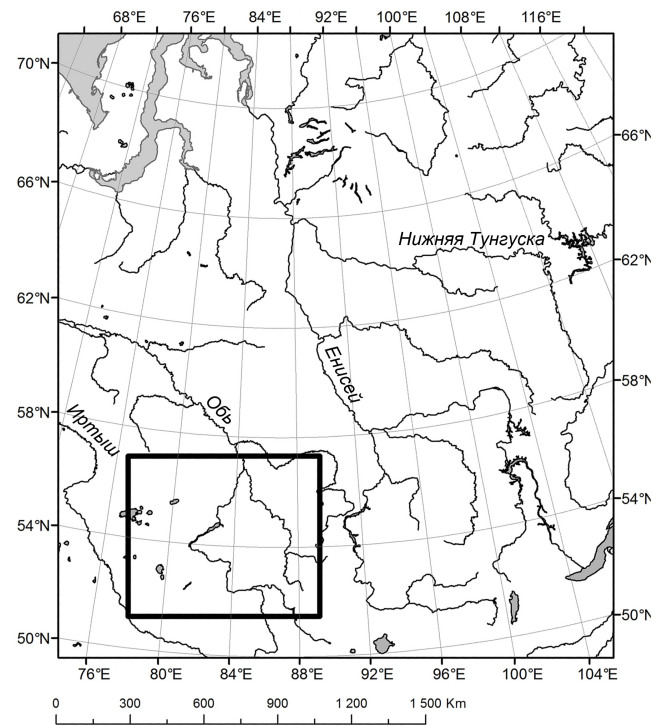 68°E 76°E 84°E 92°E 100°E 108°E 116°E
70°N
66°N
66°N
Нижняя Тунгуска
62°N
62°N
Енисей
58°N
58°N
Обь
Иртыш
54°N
54°N
50°N
50°N
76°E 80°E 84°E 88°E 92°E 96°E 100°E 104°E
0 300 600 900 1 200 1 500 Km